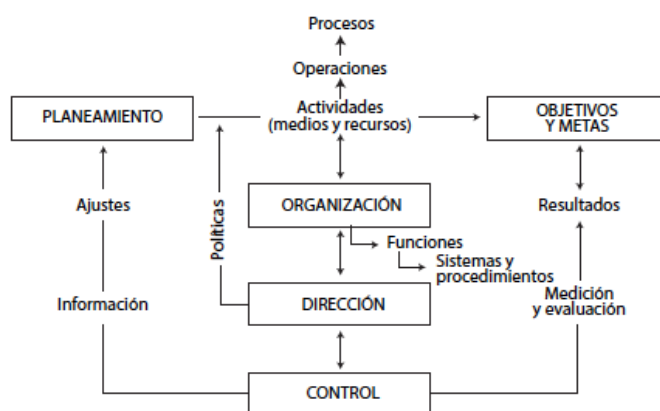 Procesos
Operaciones
PLANEAMIENTO
Actividades
(medios y recursos)
OBJETIVOS
Y METAS
Ajustes
Políticas
ORGANIZACIÓN
Resultados
Funciones
Sistemas y
procedimientos
Información
DIRECCIÓN
Medición
y evaluación
CONTROL